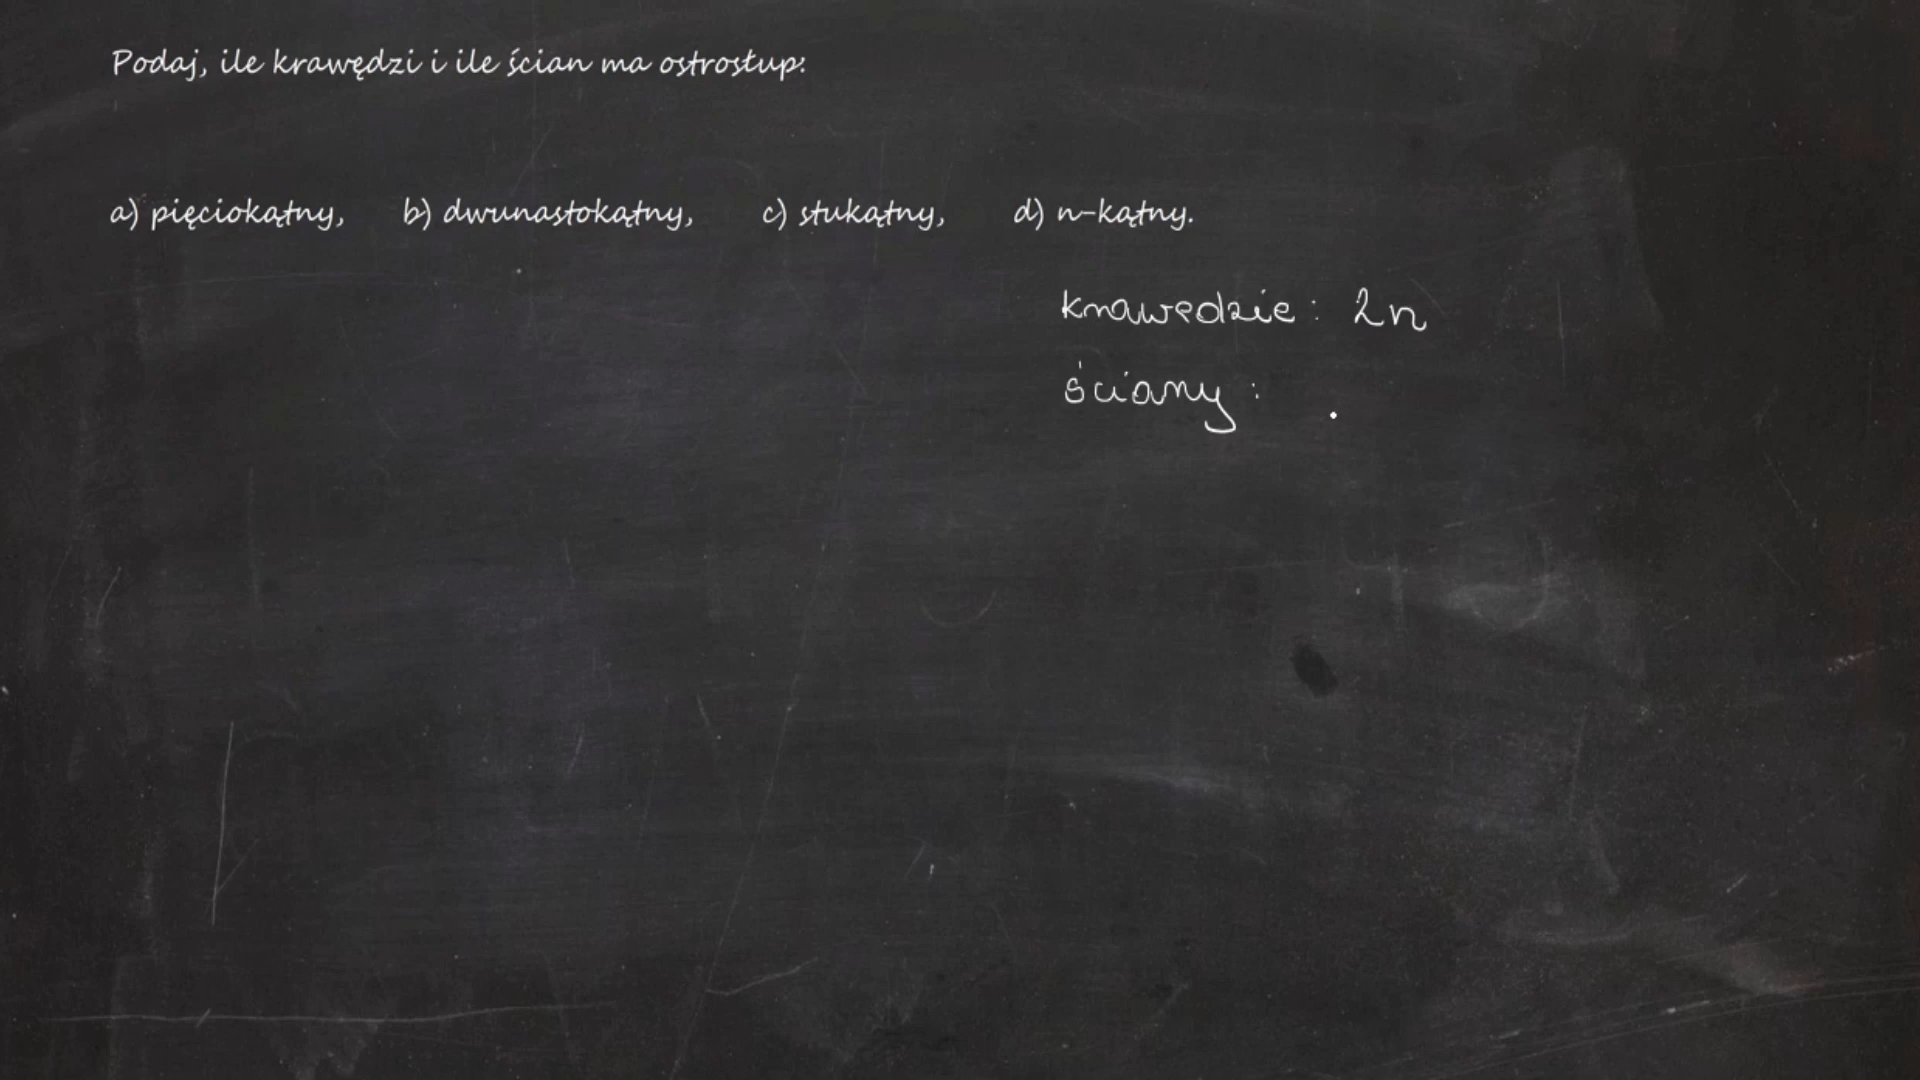 Podaj, ile krawędzi i ile ścian ma ostrosłup:
a) pięciokątny, b) dwunastokątny, c) stukątny, d) n-kątny.
krawędzie: 2n
ściany: